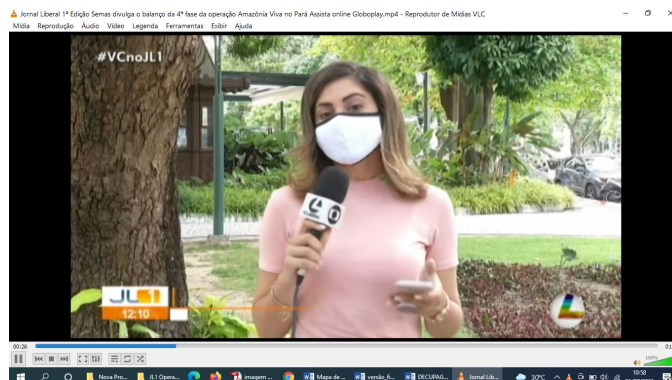 Jornal Liberal 1ª Edição Semas divulga o balanço da 4ª fase da operação Amazônia Viva no Pará Assista online Globoplay.mp4 - Reprodutor de Mídias VLC
Mídia Reprodução Áudio Vídeo Legenda Ferramentas Exibir Ajuda
#VCnoJL1
JL1
12:10
00:26
100%
Nova Pro...
JL1 Opera...
imagem ...
Mapa de ...
versão_fi...
DECUPAG...
Jornal Lib...
30ºC
10:58